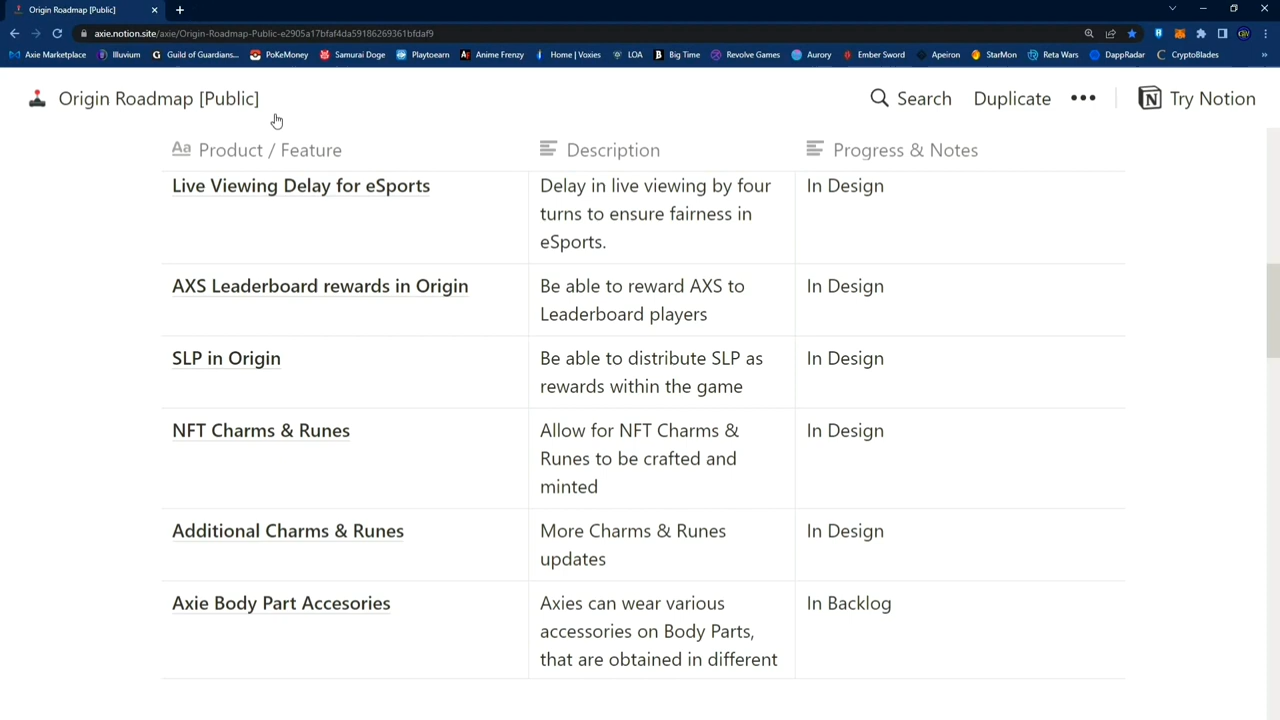 Origin Roadmap [Public]
axie.notion.site/axie/Origin-Roadmap-Public-e2905a17bfaf4da59186269361bfdaf9
Axie Marketplace Illuvium Guild of Guardians... PoKeMoney Samurai Doge Playtoearn Anime Frenzy Home | Voxies LOA Big Time Revolve Games Aurory Ember Sword Apeiron StarMon Reta Wars DappRadar CryptoBlades »
Origin Roadmap [Public] Search Duplicate ••• Try Notion
Aa Product / Feature Description Progress & Notes
Live Viewing Delay for eSports Delay in live viewing by four In Design
turns to ensure fairness in
eSports.
AXS Leaderboard rewards in Origin Be able to reward AXS to In Design
Leaderboard players
SLP in Origin Be able to distribute SLP as In Design
rewards within the game
NFT Charms & Runes Allow for NFT Charms & In Design
Runes to be crafted and
minted
Additional Charms & Runes More Charms & Runes In Design
updates
Axie Body Part Accesories Axies can wear various In Backlog
accessories on Body Parts,
that are obtained in different